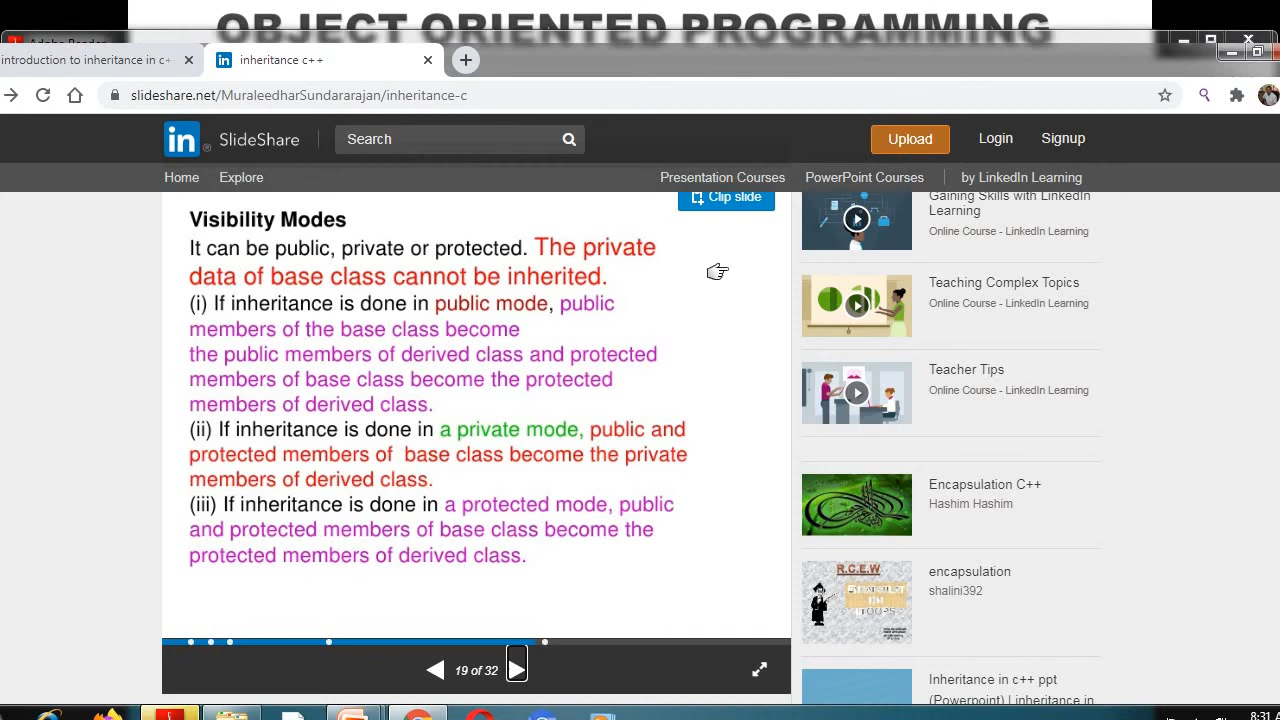 OBJECT ORIENTED PROGRAMMING
Adobe Reader
introduction to inheritance in c+
inheritance c++
slideshare.net/MuraleedharSundararajan/inheritance-c
in SlideShare
Search
Upload
Login
Signup
Home
Explore
Presentation Courses
PowerPoint Courses
by LinkedIn Learning
Clip slide
Visibility Modes
It can be public, private or protected. The private
data of base class cannot be inherited.
(i) If inheritance is done in public mode, public
members of the base class become
the public members of derived class and protected
members of base class become the protected
members of derived class.
(ii) If inheritance is done in a private mode, public and
protected members of base class become the private
members of derived class.
(iii) If inheritance is done in a protected mode, public
and protected members of base class become the
protected members of derived class.
19 of 32
Gaining Skills with LinkedIn
Learning
Online Course - LinkedIn Learning
Teaching Complex Topics
Online Course - LinkedIn Learning
Teacher Tips
Online Course - LinkedIn Learning
Encapsulation C++
Hashim Hashim
R.C.E.W
encapsulation
shalini392
Inheritance in c++ ppt
(Powerpoint) | inheritance in
8:31